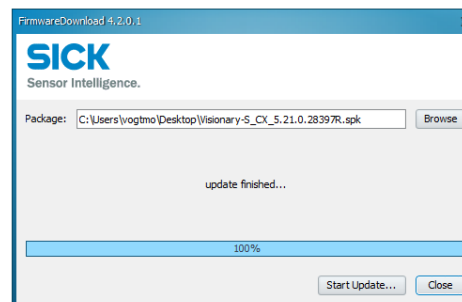 FirmwareDownload 4.2.0.1
SICK
Sensor Intelligence.
Package: C:\Users\vogtmo\Desktop\Visionary-S_CX_5.21.0.28397R.spk Browse
update finished...
100%
Start Update... Close